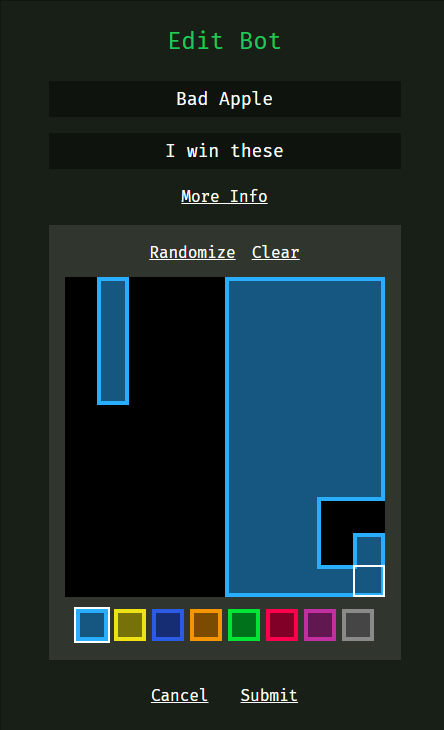 Edit Bot
Bad Apple
I win these
More Info
Randomize Clear
Cancel Submit